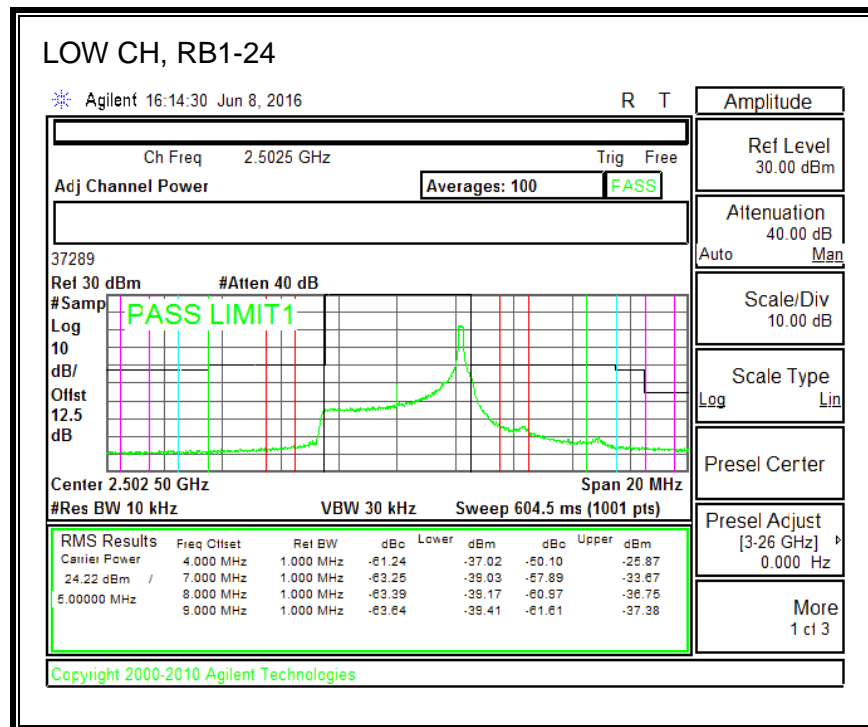 LOW CH, RB1-24
Agilent 16:14:30 Jun 8, 2016 R T
Ch Freq 2.5025 GHz Trig Free
Adj Channel Power Averages: 100 PASS
37289
Ref 30 dBm #Atten 40 dB
#Samp
Log
10
dB/
Offst
12.5
dB
PASS LIMIT1
Center 2.502 50 GHz Span 20 MHz
#Res BW 10 kHz VBW 30 kHz Sweep 604.5 ms (1001 pts)
RMS Results Freq Offset Ref BW dBc Lower dBm dBc Upper dBm
Carrier Power 4.000 MHz 1.000 MHz -61.24 -37.02 -50.10 -25.87
24.22 dBm / 7.000 MHz 1.000 MHz -63.25 -39.03 -57.89 -33.67
5.00000 MHz 8.000 MHz 1.000 MHz -63.39 -39.17 -60.97 -36.75
9.000 MHz 1.000 MHz -63.64 -39.41 -61.61 -37.38
Copyright 2000-2010 Agilent Technologies
Amplitude
Ref Level
30.00 dBm
Attenuation
40.00 dB
Auto Man
Scale/Div
10.00 dB
Scale Type
Log Lin
Presel Center
Presel Adjust
[3-26 GHz]
0.000 Hz
More
1 of 3